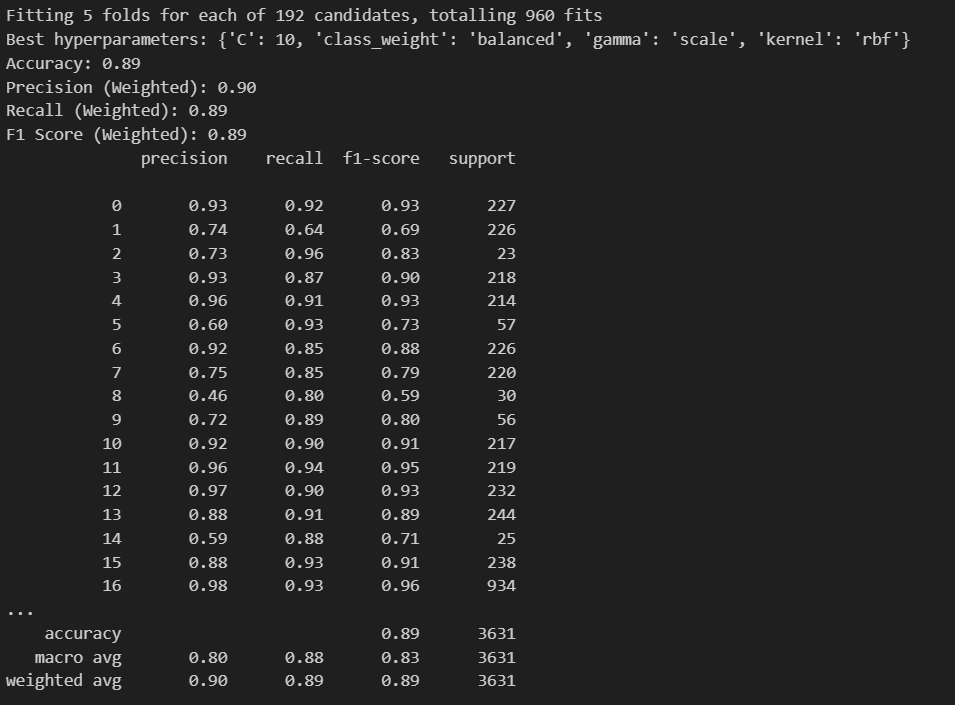 Fitting 5 folds for each of 192 candidates, totalling 960 fits
Best hyperparameters: {'C': 10, 'class_weight': 'balanced', 'gamma': 'scale', 'kernel': 'rbf'}
Accuracy: 0.89
Precision (Weighted): 0.90
Recall (Weighted): 0.89
F1 Score (Weighted): 0.89
              precision    recall  f1-score   support

           0       0.93      0.92      0.93       227
           1       0.74      0.64      0.69       226
           2       0.73      0.96      0.83        23
           3       0.93      0.87      0.90       218
           4       0.96      0.91      0.93       214
           5       0.60      0.93      0.73        57
           6       0.92      0.85      0.88       226
           7       0.75      0.85      0.79       220
           8       0.46      0.80      0.59        30
           9       0.72      0.89      0.80        56
          10       0.92      0.90      0.91       217
          11       0.96      0.94      0.95       219
          12       0.97      0.90      0.93       232
          13       0.88      0.91      0.89       244
          14       0.59      0.88      0.71        25
          15       0.88      0.93      0.91       238
          16       0.98      0.93      0.96       934
...
    accuracy                           0.89      3631
   macro avg       0.80      0.88      0.83      3631
weighted avg       0.90      0.89      0.89      3631